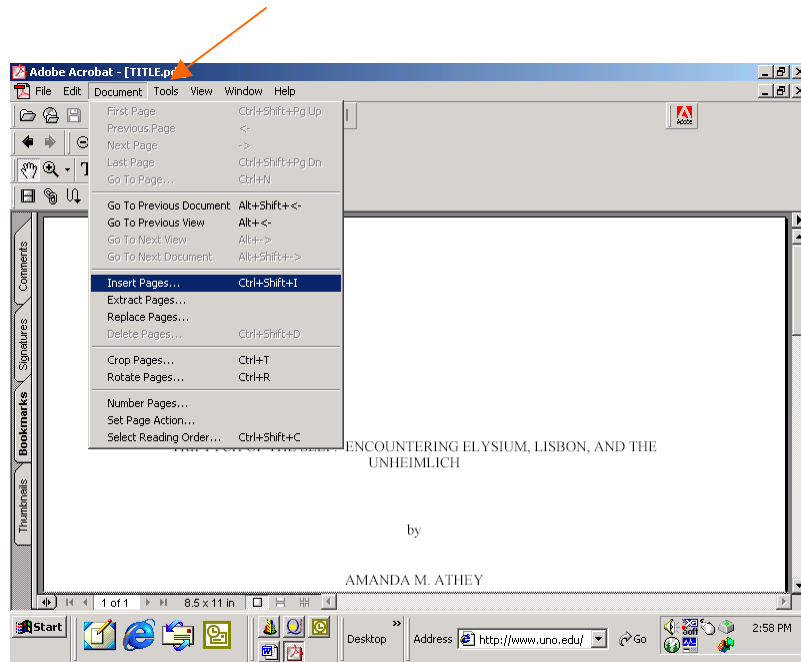 Adobe Acrobat - [TITLE.pd
File Edit Document Tools View Window Help
First Page Ctrl+Shift+Pg Up
Previous Page <-
Next Page ->
Last Page Ctrl+Shift+Pg Dn
Go To Page... Ctrl+N
Go To Previous Document Alt+Shift+<-
Go To Previous View Alt+<-
Go To Next View Alt+->
Go To Next Document Alt+Shift+->
Insert Pages... Ctrl+Shift+I
Extract Pages...
Replace Pages...
Delete Pages... Ctrl+Shift+D
Crop Pages... Ctrl+T
Rotate Pages... Ctrl+R
Number Pages...
Set Page Action...
Select Reading Order... Ctrl+Shift+C
Adobe
Comments
Signatures
Bookmarks
Thumbnails
ENCOUNTERING ELYSIUM, LISBON, AND THE
UNHEIMLICH
by
AMANDA M. ATHEY
1 of 1 8.5 x 11 in
Start Desktop » Address http://www.uno.edu/ Go 2:58 PM